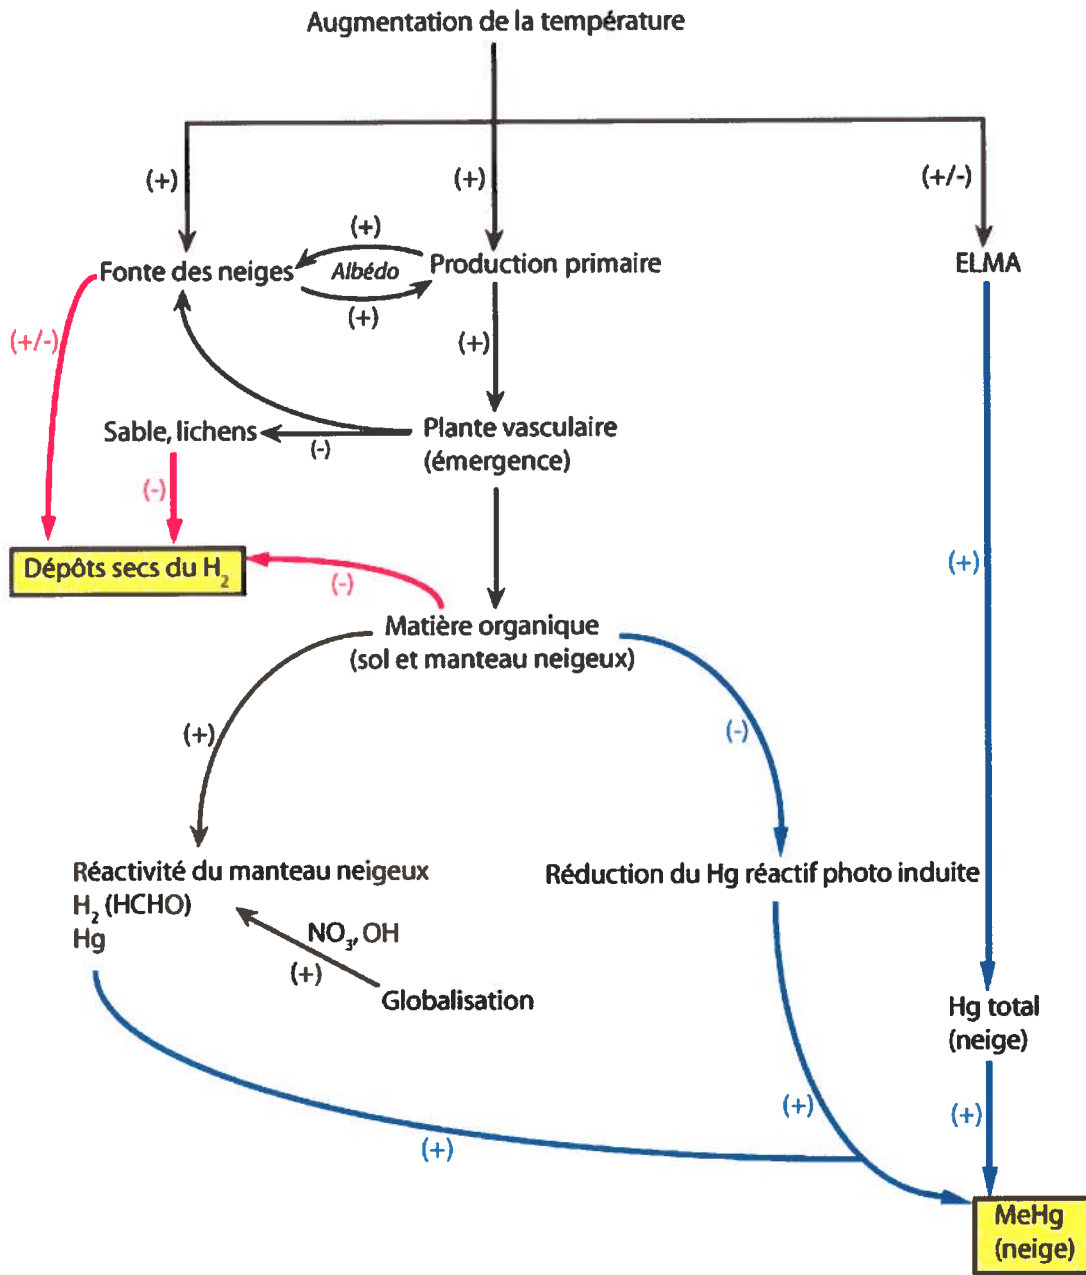 Augmentation de la température
(+)
(+)
(+/-)
(+)
Fonte des neiges
Albédo
Production primaire
ELMA
(+)
(+/-)
(+)
Sable, lichens
(-)
Plante vasculaire
(émergence)
(-)
(+)
Dépôts secs du H2
(-)
Matière organique
(sol et manteau neigeux)
(+)
(-)
Réactivité du manteau neigeux
H2 (HCHO)
Hg
Réduction du Hg réactif photo induite
NO3, OH
(+)
Globalisation
Hg total
(neige)
(+)
(+)
(+)
MeHg
(neige)